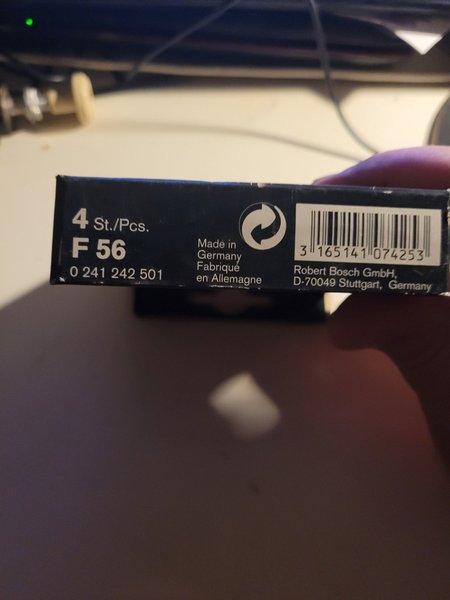 4 St./Pcs.
F 56
0 241 242 501
Made in
Germany
Fabriqué
en Allemagne
3 165141 074253
Robert Bosch GmbH,
D-70049 Stuttgart, Germany